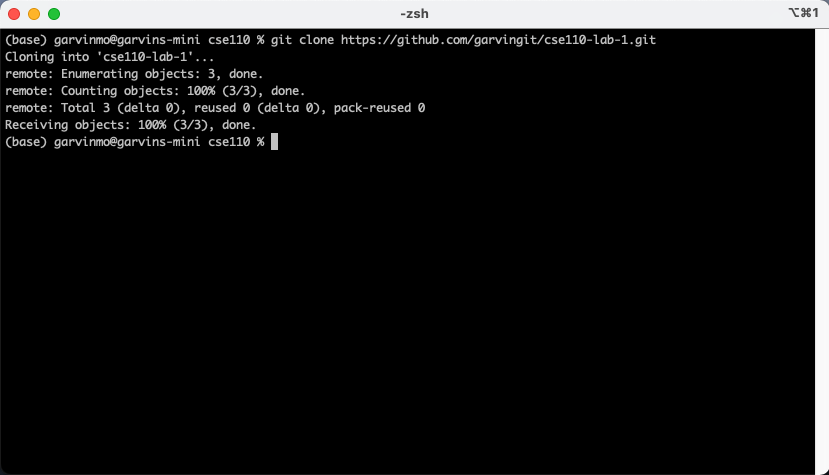 -zsh
⌥⌘1
(base) garvinmo@garvins-mini cse110 % git clone https://github.com/garvingit/cse110-lab-1.git
Cloning into 'cse110-lab-1'...
remote: Enumerating objects: 3, done.
remote: Counting objects: 100% (3/3), done.
remote: Total 3 (delta 0), reused 0 (delta 0), pack-reused 0
Receiving objects: 100% (3/3), done.
(base) garvinmo@garvins-mini cse110 %